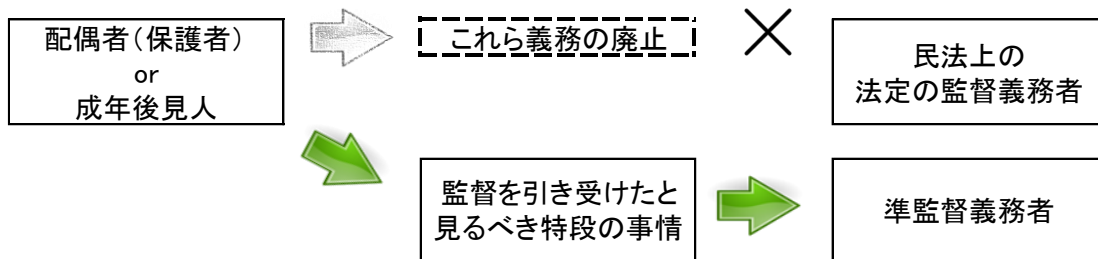 配偶者（保護者）
or
成年後見人
これら義務の廃止
民法上の
法定の監督義務者
監督を引き受けたと
見るべき特段の事情
準監督義務者